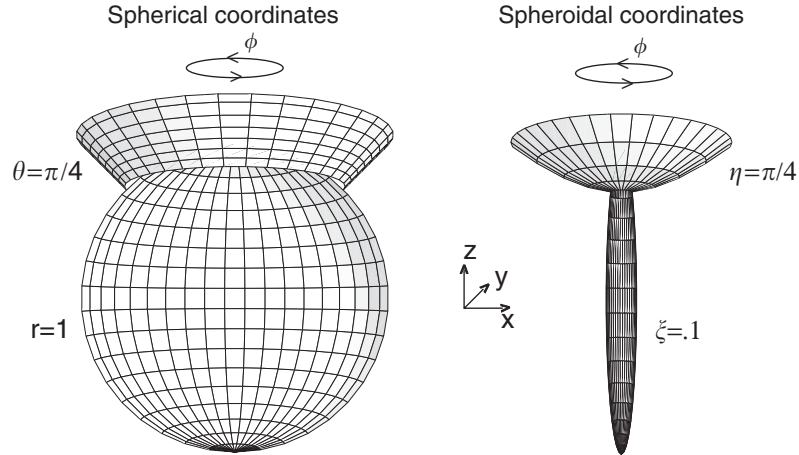 Spherical coordinates
ϕ
θ=π/4
r=1
Spheroidal coordinates
ϕ
η=π/4
z
y
x
ξ=.1